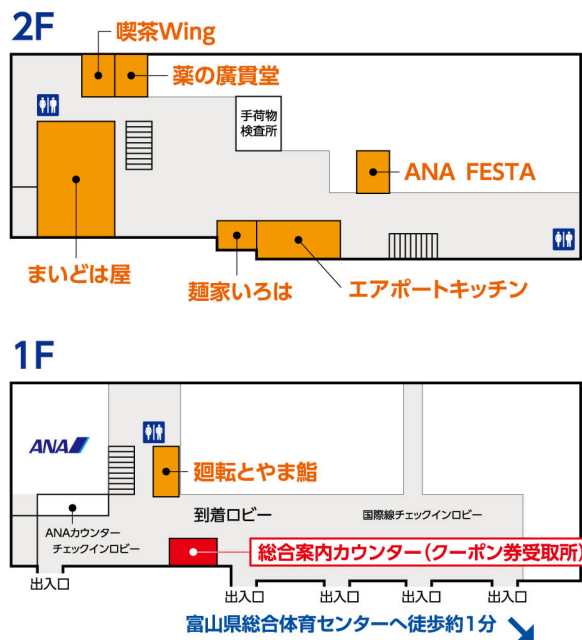 2F
喫茶Wing
薬の廣貫堂
手荷物
検査所
ANA FESTA
まいどは屋
麺家いろは
エアポートキッチン
1F
ANA
廻転とやま鮨
到着ロビー
国際線チェックインロビー
ANAカウンター
チェックインロビー
総合案内カウンター(クーポン券受取所)
出入口
出入口
出入口
出入口
出入口
富山県総合体育センターへ徒歩約1分